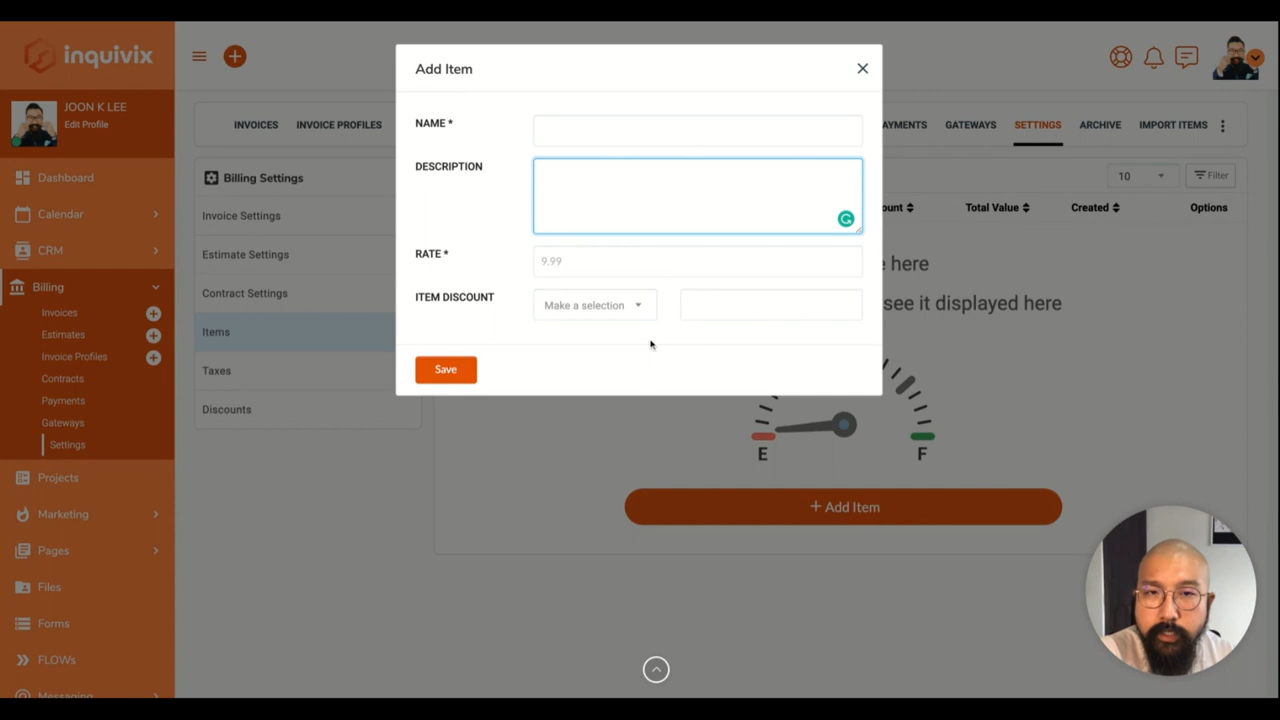 inquivix
JOON K LEE
Edit Profile
Dashboard
Calendar
CRM
Billing
Invoices
Estimates
Invoice Profiles
Contracts
Payments
Gateways
Settings
Projects
Marketing
Pages
Files
Forms
FLOWs
Messaging
INVOICES INVOICE PROFILES AYMENTS GATEWAYS SETTINGS ARCHIVE IMPORT ITEMS
Billing Settings
Invoice Settings
Estimate Settings
Contract Settings
Items
Taxes
Discounts
10 Filter
ount Total Value Created Options
e here
see it displayed here
E F
+ Add Item
Add Item
NAME *
DESCRIPTION
RATE * 9.99
ITEM DISCOUNT Make a selection
Save